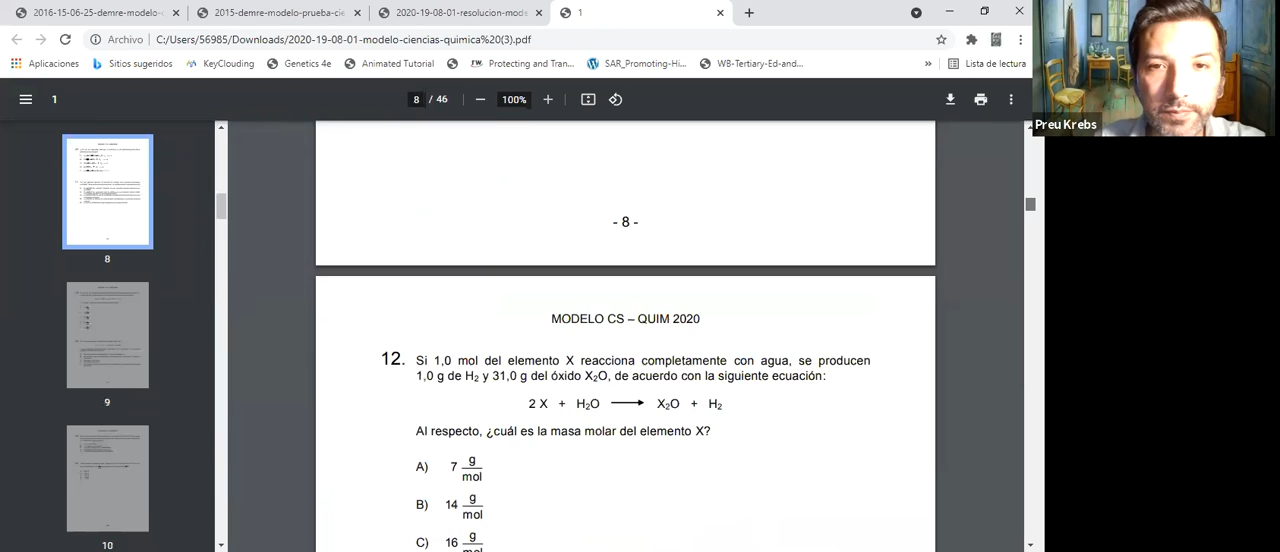 2016-15-06-25-demre-modelo-
2015-demre-modelo-prueba-cie
2020-19-08-01-resolucion-mode
1
Archivo C:/Users/56985/Downloads/2020-19-08-01-modelo-ciencias-quimica%20(3).pdf
Aplicaciones Sitios sugeridos KeyClouding Genetics 4e Animated Tutorial Protecting and Tran... SAR_Promoting-Hi... WB-Tertiary-Ed-and... » Lista de lectura
1 8 / 46 100%
Preu Krebs
8
9
10
- 8 -
MODELO CS – QUIM 2020
12. Si 1,0 mol del elemento X reacciona completamente con agua, se producen
1,0 g de H₂ y 31,0 g del óxido X₂O, de acuerdo con la siguiente ecuación:
2 X + H₂O ⟶ X₂O + H₂
Al respecto, ¿cuál es la masa molar del elemento X?
A) 7 g/mol
B) 14 g/mol
C) 16 g/mol